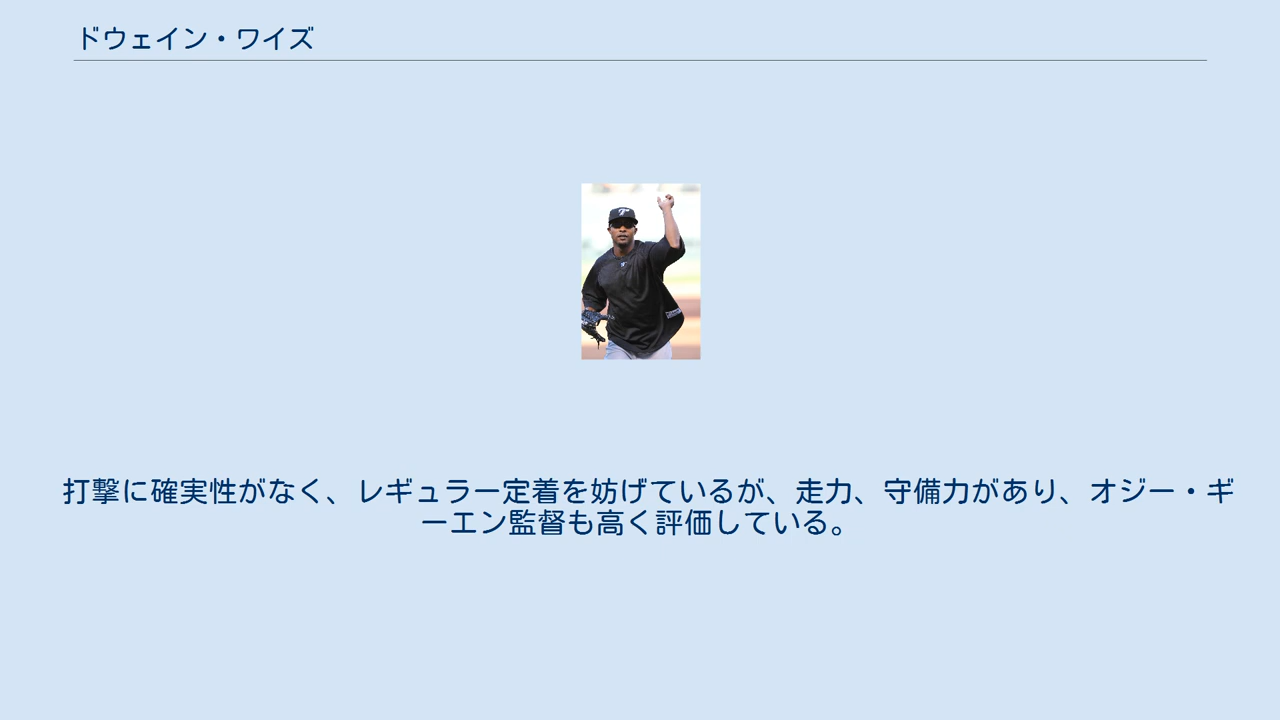 ドウェイン・ワイズ
打撃に確実性がなく、レギュラー定着を妨げているが、走力、守備力があり、オジー・ギ
ーエン監督も高く評価している。